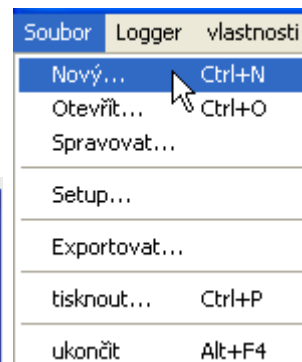 Soubor Logger vlastnosti
Nový... Ctrl+N
Otevřít... Ctrl+O
Spravovat...
Setup...
Exportovat...
tisknout... Ctrl+P
ukončit Alt+F4